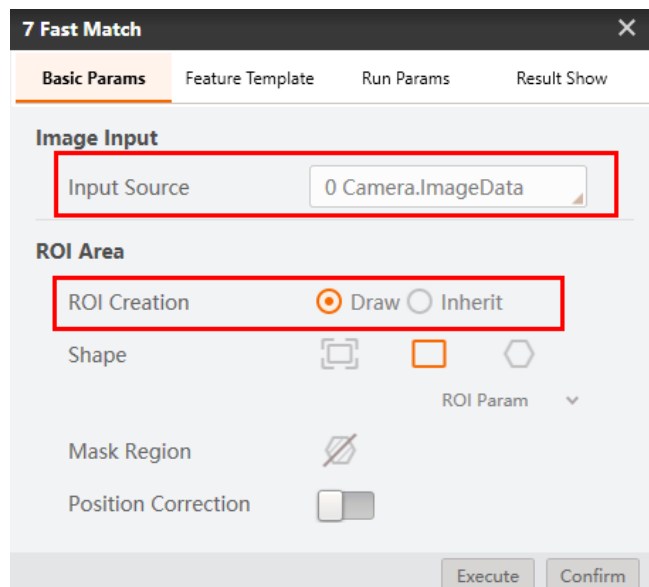 7 Fast Match
Basic Params Feature Template Run Params Result Show
Image Input
Input Source 0 Camera.ImageData
ROI Area
ROI Creation Draw Inherit
Shape
ROI Param
Mask Region
Position Correction
Execute Confirm